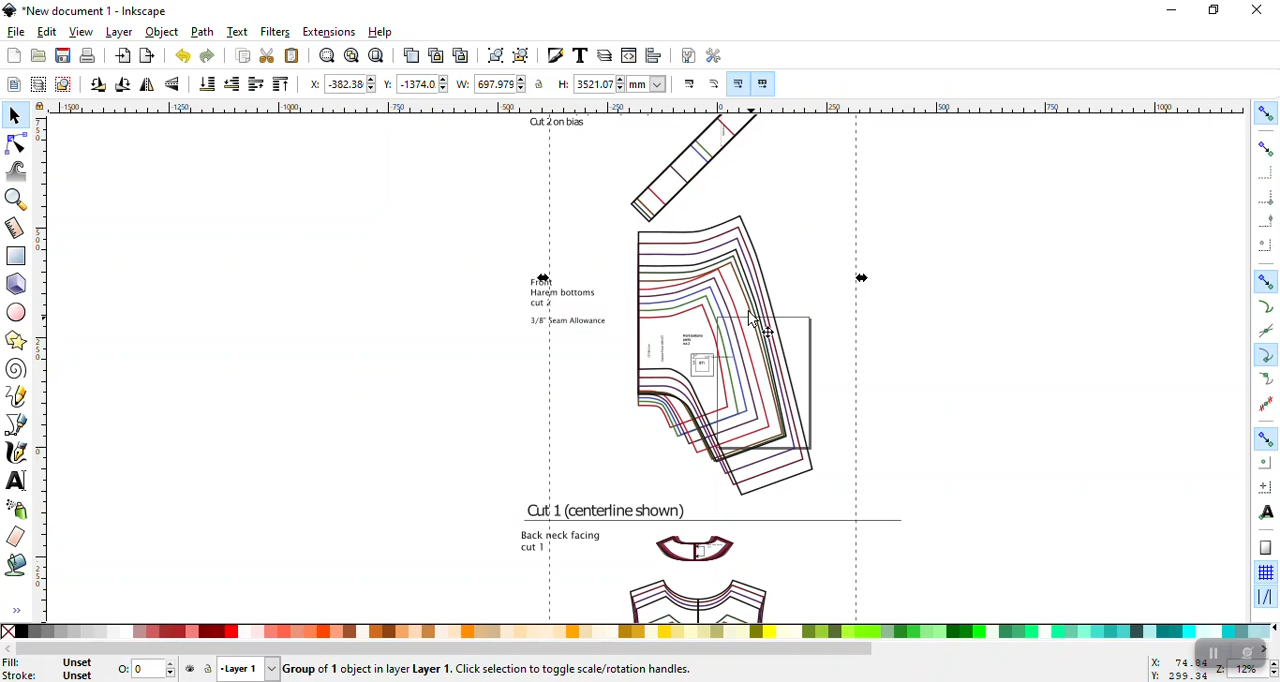 *New document 1 - Inkscape
File Edit View Layer Object Path Text Filters Extensions Help
X: -382.38 Y: -1374.0 W: 697.979 H: 3521.07 mm
-1500 -1250 -1000 -750 -500 -250 0 250 500 750 1000
Cut 2 on bias
Front
Harem bottoms
cut 2
3/8" Seam Allowance
Cut 1 (centerline shown)
Back neck facing
cut 1
Fill: Unset O: 0 Layer 1 Group of 1 object in layer Layer 1. Click selection to toggle scale/rotation handles. X: 74.84 Z: 12%
Stroke: Unset Y: 299.34